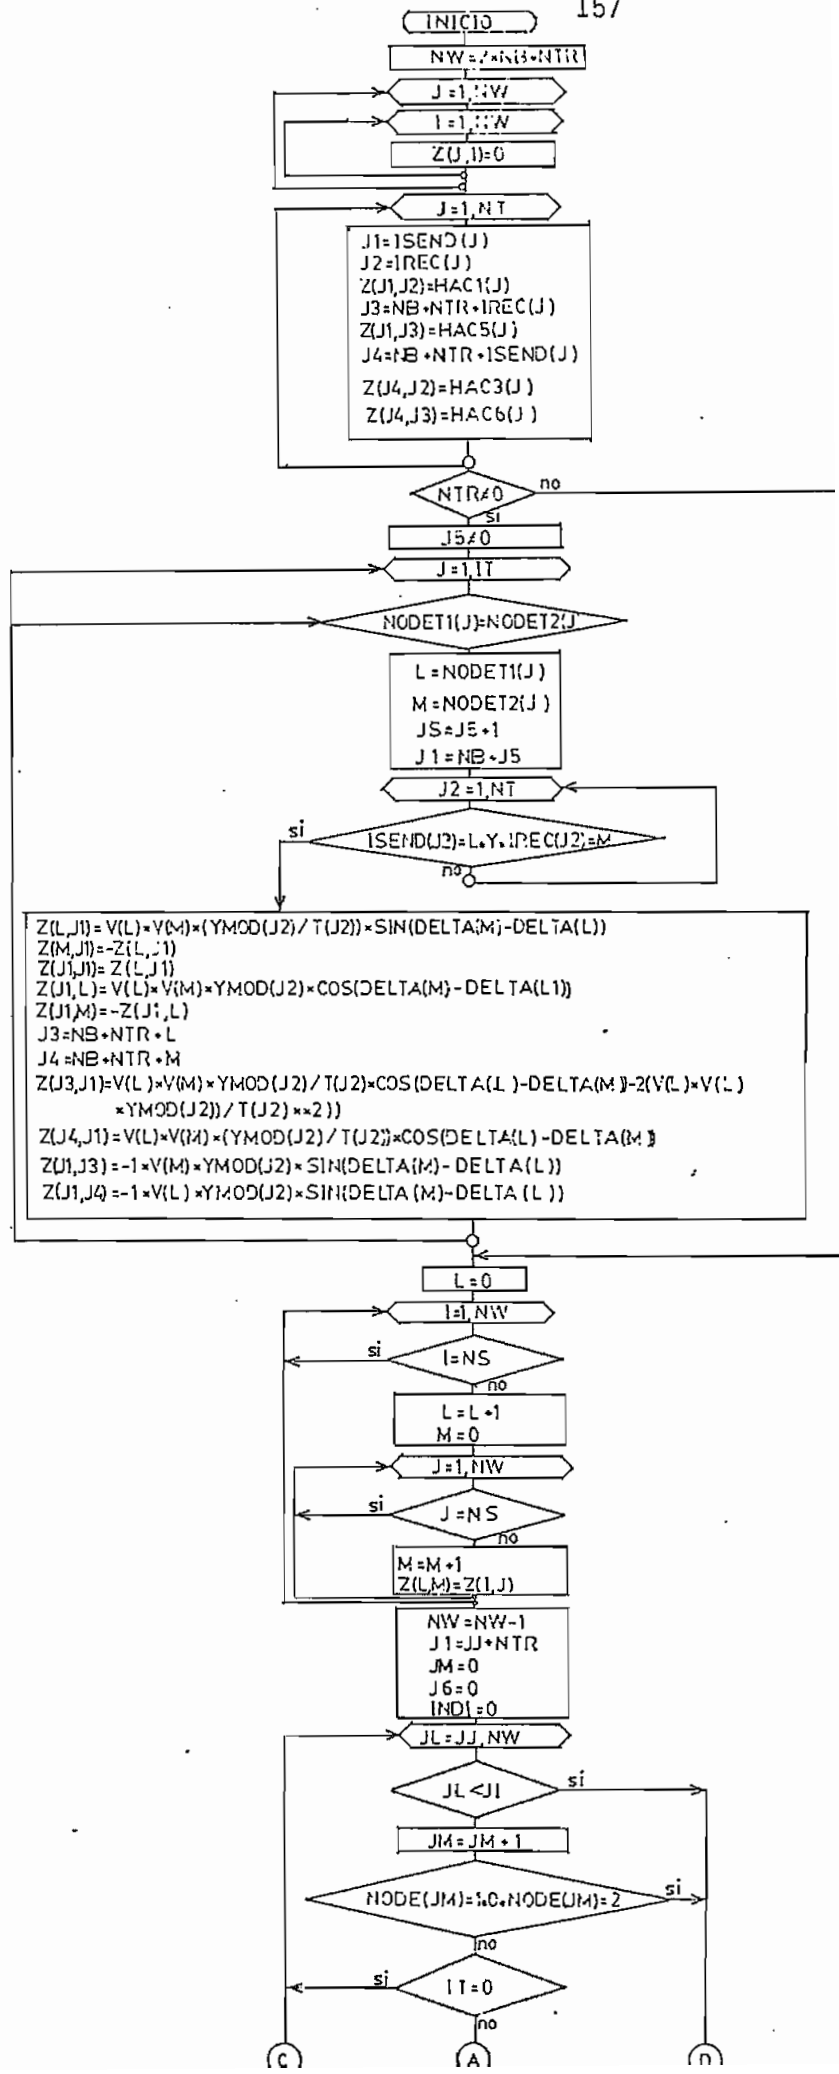 157
INICIO
NW=2*NB+NTR
J=1,NW
I=1,NW
Z(J,I)=0
J=1,NT
J1=ISEND(J)
J2=IREC(J)
Z(J1,J2)=HAC1(J)
J3=NB+NTR+IREC(J)
Z(J1,J3)=HAC5(J)
J4=NB+NTR+ISEND(J)
Z(J4,J2)=HAC3(J)
Z(J4,J3)=HAC6(J)
NTR≠0
no
si
J5≠0
J=1,IT
NODET1(J)=NODET2(J
L=NODET1(J)
M=NODET2(J)
J5=J5+1
J1=NB+J5
J2=1,NT
si
ISEND(J2)=L.Y.IREC(J2)=M
no
Z(L,J1)=V(L)*V(M)*(YMOD(J2)/T(J2))*SIN(DELTA(M)-DELTA(L))
Z(M,J1)=-Z(L,J1)
Z(J1,J1)=Z(L,J1)
Z(J1,L)=V(L)*V(M)*YMOD(J2)*COS(DELTA(M)-DELTA(L1))
Z(J1,M)=-Z(J1,L)
J3=NB+NTR+L
J4=NB+NTR+M
Z(J3,J1)=V(L)*V(M)*YMOD(J2)/T(J2)*COS(DELTA(L)-DELTA(M))-2(V(L)*V(L)
*YMOD(J2))/T(J2)**2))
Z(J4,J1)=V(L)*V(M)*(YMOD(J2)/T(J2))*COS(DELTA(L)-DELTA(M))
Z(J1,J3)=-1*V(M)*YMOD(J2)*SIN(DELTA(M)-DELTA(L))
Z(J1,J4)=-1*V(L)*YMOD(J2)*SIN(DELTA(M)-DELTA(L))
L=0
I=1,NW
si
I=NS
no
L=L+1
M=0
J=1,NW
si
J=NS
no
M=M+1
Z(L,M)=Z(I,J)
NW=NW-1
J1=JJ+NTR
JM=0
J6=0
INDI=0
JL=JJ,NW
JL<JI
si
JM=JM+1
NODE(JM)=1.O.NODE(JM)=2
si
no
si
IT=0
no
C
A
D